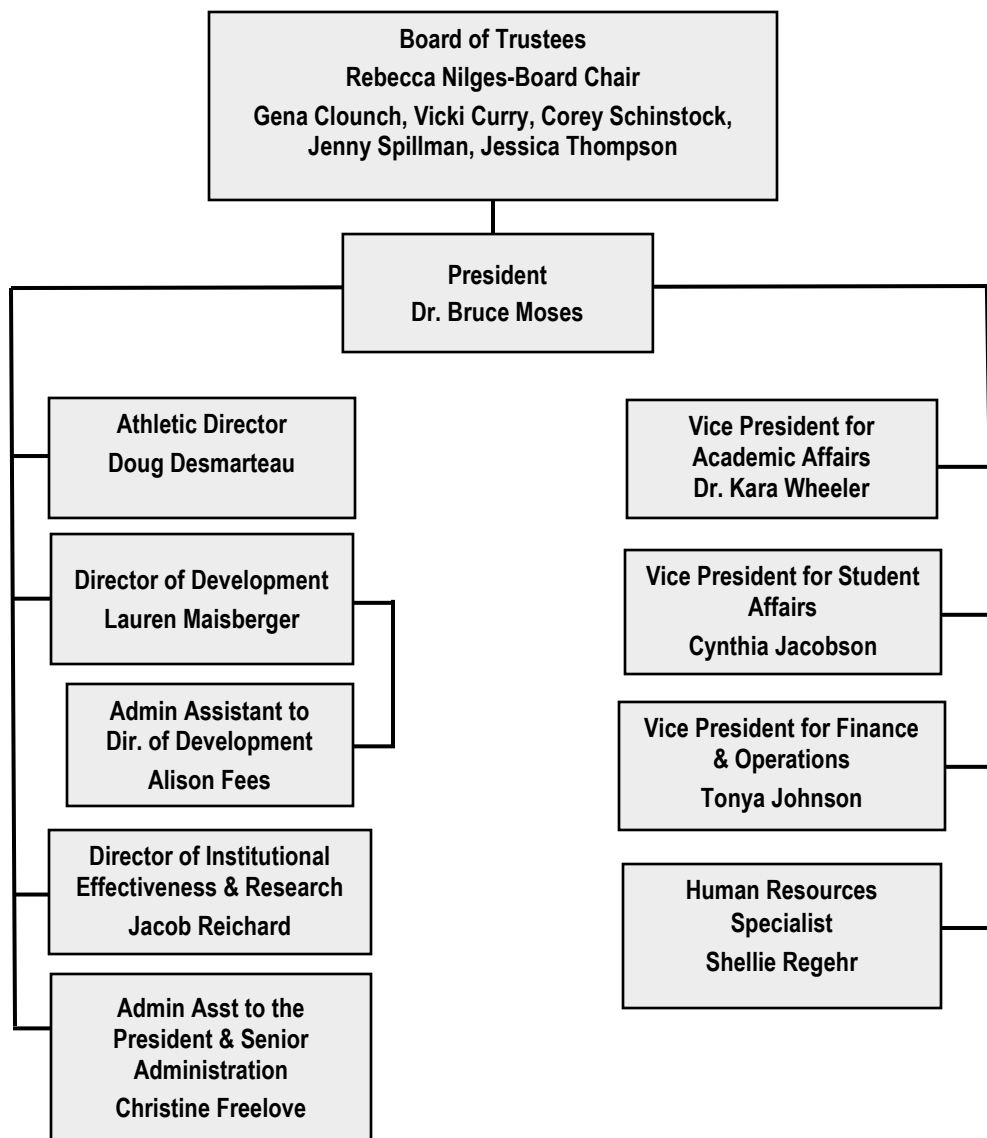 Board of Trustees
Rebecca Nilges-Board Chair
Gena Clounch, Vicki Curry, Corey Schinstock,
Jenny Spillman, Jessica Thompson
President
Dr. Bruce Moses
Athletic Director
Doug Desmarteau
Director of Development
Lauren Maisberger
Admin Assistant to
Dir. of Development
Alison Fees
Director of Institutional
Effectiveness & Research
Jacob Reichard
Admin Asst to the
President & Senior
Administration
Christine Freelove
Vice President for
Academic Affairs
Dr. Kara Wheeler
Vice President for Student
Affairs
Cynthia Jacobson
Vice President for Finance
& Operations
Tonya Johnson
Human Resources
Specialist
Shellie Regehr